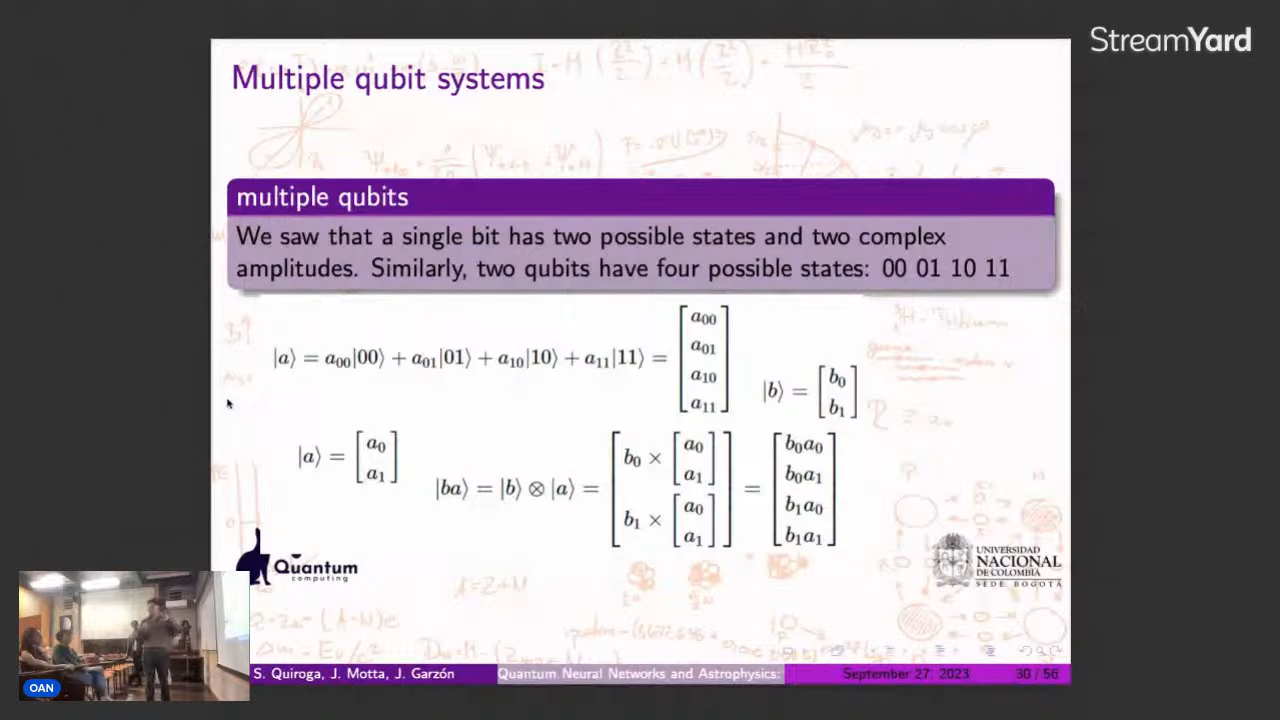 StreamYard
Multiple qubit systems
multiple qubits
We saw that a single bit has two possible states and two complex
amplitudes. Similarly, two qubits have four possible states: 00 01 10 11
|a⟩ = a₀₀|00⟩ + a₀₁|01⟩ + a₁₀|10⟩ + a₁₁|11⟩ = [a₀₀ a₀₁ a₁₀ a₁₁]
|b⟩ = [b₀ b₁]
|a⟩ = [a₀ a₁]
|ba⟩ = |b⟩ ⊗ |a⟩ = [b₀ × [a₀ a₁] b₁ × [a₀ a₁]] = [b₀a₀ b₀a₁ b₁a₀ b₁a₁]
Quantum
computing
UNIVERSIDAD
NACIONAL
DE COLOMBIA
SEDE BOGOTÁ
OAN
S. Quiroga, J. Motta, J. Garzón
Quantum Neural Networks and Astrophysics:
September 27, 2023
30 / 56